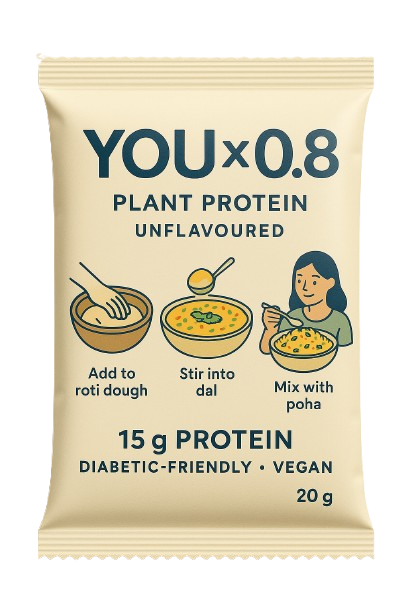 YOUx0.8
PLANT PROTEIN
UNFLAVOURED
Add to
roti dough
Stir into
dal
Mix with
poha
15 g PROTEIN
DIABETIC-FRIENDLY • VEGAN
20 g